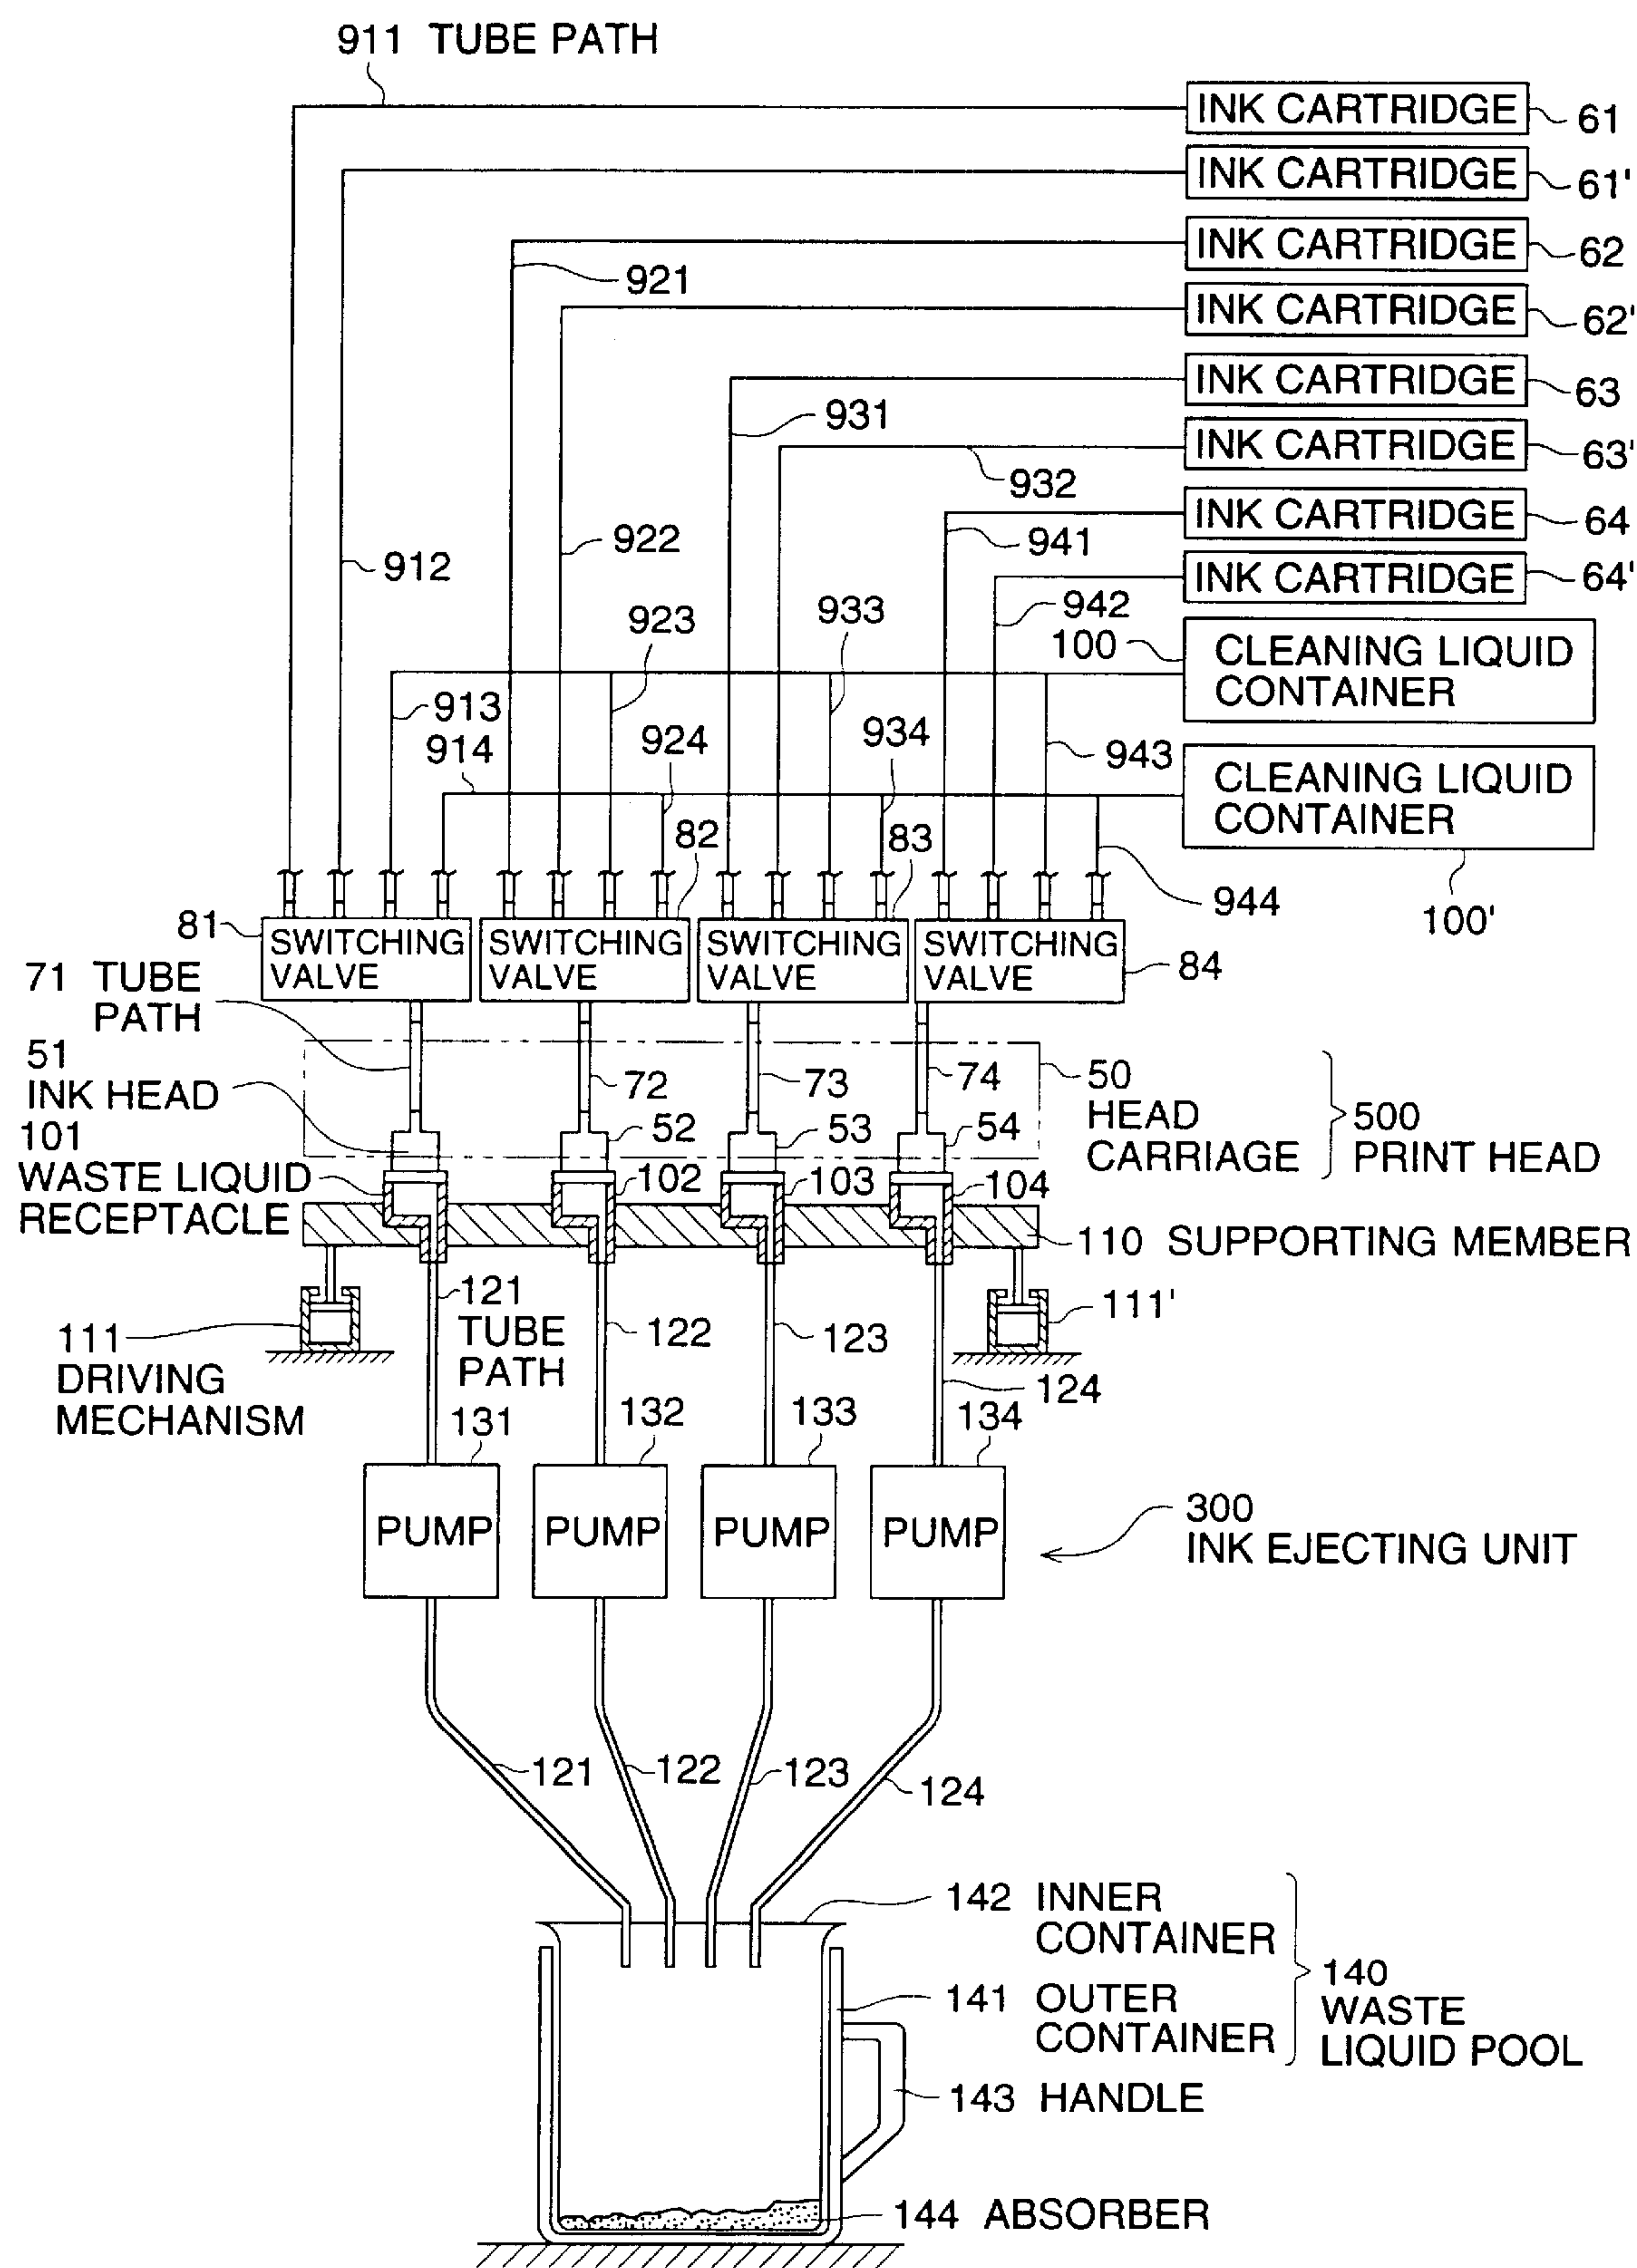 911 TUBE PATH
INK CARTRIDGE 61
INK CARTRIDGE 61'
INK CARTRIDGE 62
921
INK CARTRIDGE 62'
INK CARTRIDGE 63
931
INK CARTRIDGE 63'
932
INK CARTRIDGE 64
922
941
912
INK CARTRIDGE 64'
942
923
933
100
CLEANING LIQUID
CONTAINER
913
914
924
934
943
CLEANING LIQUID
CONTAINER
82
83
944
100'
81
SWITCHING
VALVE
SWITCHING
VALVE
SWITCHING
VALVE
SWITCHING
VALVE
84
71 TUBE
PATH
51
INK HEAD
72
73
74
50
HEAD
CARRIAGE
500
PRINT HEAD
52
53
54
101
WASTE LIQUID
RECEPTACLE
102
103
104
110 SUPPORTING MEMBER
121
TUBE
PATH
122
123
124
111'
111
DRIVING
MECHANISM
131
132
133
134
PUMP
PUMP
PUMP
PUMP
300
INK EJECTING UNIT
121
122
123
124
142 INNER
CONTAINER
141 OUTER
CONTAINER
140
WASTE
LIQUID POOL
143 HANDLE
144 ABSORBER